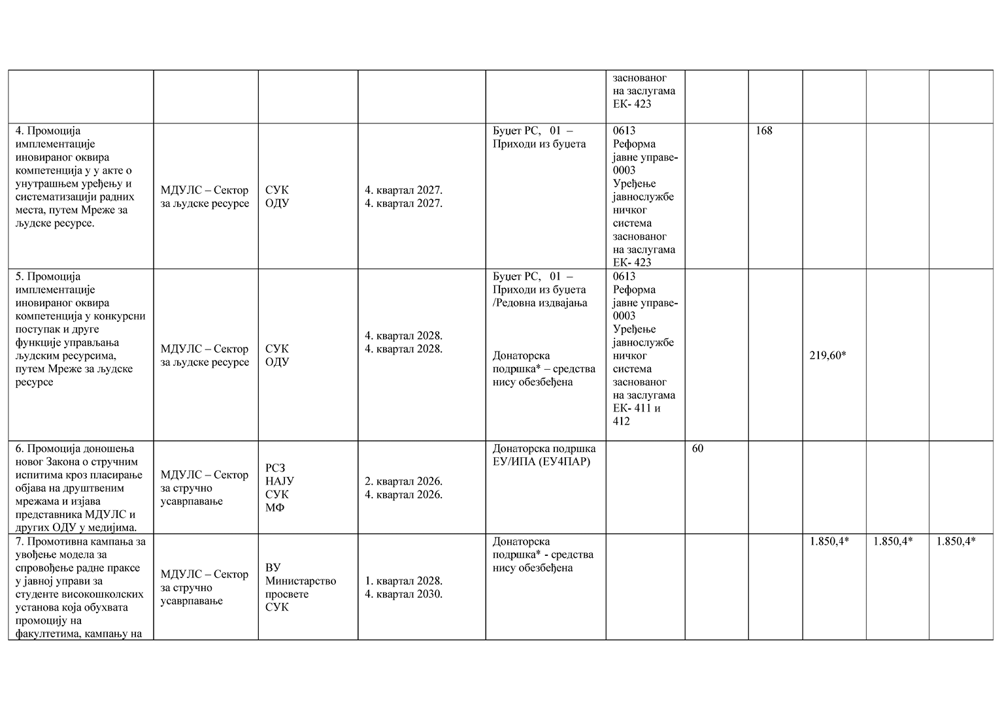 заснованог
на заслугама
ЕК- 423
4. Промоција
имплементације
иновираног оквира
компетенција у у акте о
унутрашњем уређењу и
систематизацији радних
места, путем Мреже за
људске ресурсе.
МДУЛС – Сектор
за људске ресурсе
СУК
ОДУ
4. квартал 2027.
4. квартал 2027.
Буџет РС, 01 –
Приходи из буџета
0613
Реформа
јавне управе-
0003
Уређење
јавнослужбе
ничког
система
заснованог
на заслугама
ЕК- 423
168
5. Промоција
имплементације
иновираног оквира
компетенција у конкурсни
поступак и друге
функције управљања
људским ресурсима,
путем Мреже за људске
ресурсе
МДУЛС – Сектор
за људске ресурсе
СУК
ОДУ
4. квартал 2028.
4. квартал 2028.
Буџет РС, 01 –
Приходи из буџета
/Редовна издвајања
Донаторска
подршка* – средства
нису обезбеђена
0613
Реформа
јавне управе-
0003
Уређење
јавнослужбе
ничког
система
заснованог
на заслугама
ЕК- 411 и
412
219,60*
6. Промоција доношења
новог Закона о стручним
испитима кроз пласирање
објава на друштвеним
мрежама и изјава
представника МДУЛС и
других ОДУ у медијима.
МДУЛС – Сектор
за стручно
усаврпавање
РСЗ
НАЈУ
СУК
МФ
2. квартал 2026.
4. квартал 2026.
Донаторска подршка
ЕУ/ИПА (ЕУ4ПАР)
60
7. Промотивна кампања за
увођење модела за
спровођење радне праксе
у јавној управи за
студенте високошколских
установа која обухвата
промоцију на
факултетима, кампању на
МДУЛС – Сектор
за стручно
усаврпавање
ВУ
Министарство
просвете
СУК
1. квартал 2028.
4. квартал 2030.
Донаторска
подршка* - средства
нису обезбеђена
1.850,4*
1.850,4*
1.850,4*